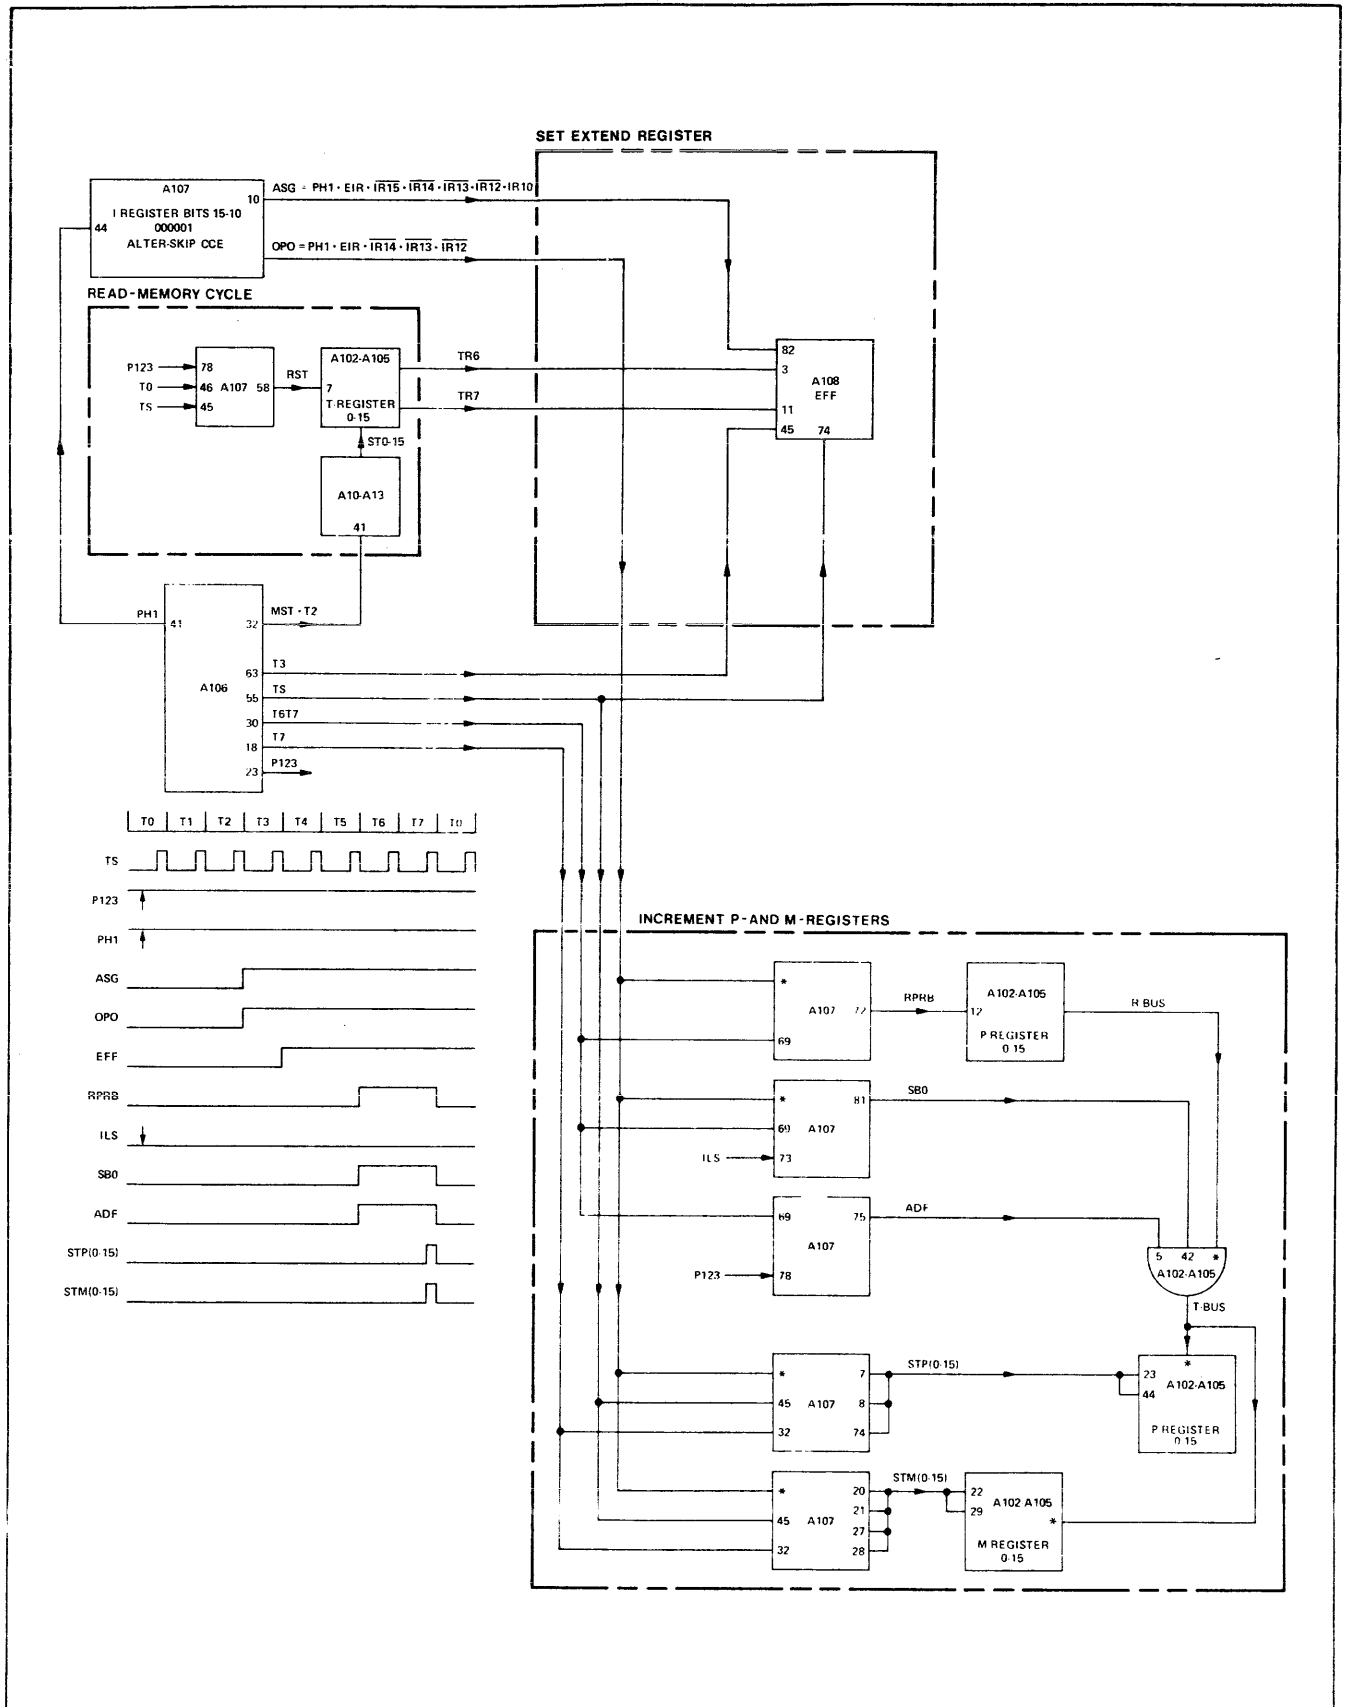 SET EXTEND REGISTER
A107
10
I REGISTER BITS 15-10
44
000001
ALTER-SKIP CCE
ASG = PH1 · EIR · IR15 · IR14 · IR13 · IR12 · IR10
OPO = PH1 · EIR · IR14 · IR13 · IR12
READ-MEMORY CYCLE
P123
T0
TS
78
46 A107 58
45
RST
A102-A105
7
T-REGISTER
0-15
ST0-15
A10-A13
41
TR6
TR7
82
3
A108
EFF
11
45 74
PH1
41
32
A106
63
55
30
18
23
MST · T2
T3
TS
T6T7
T7
P123
T0 T1 T2 T3 T4 T5 T6 T7 T0
TS
P123
PH1
ASG
OPO
EFF
RPRB
ILS
SB0
ADF
STP(0-15)
STM(0-15)
INCREMENT P-AND M-REGISTERS
*
A107 72
69
RPRB
A102-A105
12
P REGISTER
0-15
R BUS
* 81
69 A107
ILS 73
SB0
69 75
A107
P123 78
ADF
5 42 *
A102-A105
T-BUS
* 7
45 A107 8
32 74
STP(0-15)
*
23
A102-A105
44
P REGISTER
0-15
* 20
21
45 A107
27
32 28
STM(0-15)
22
A102-A105
29
*
M REGISTER
0-15